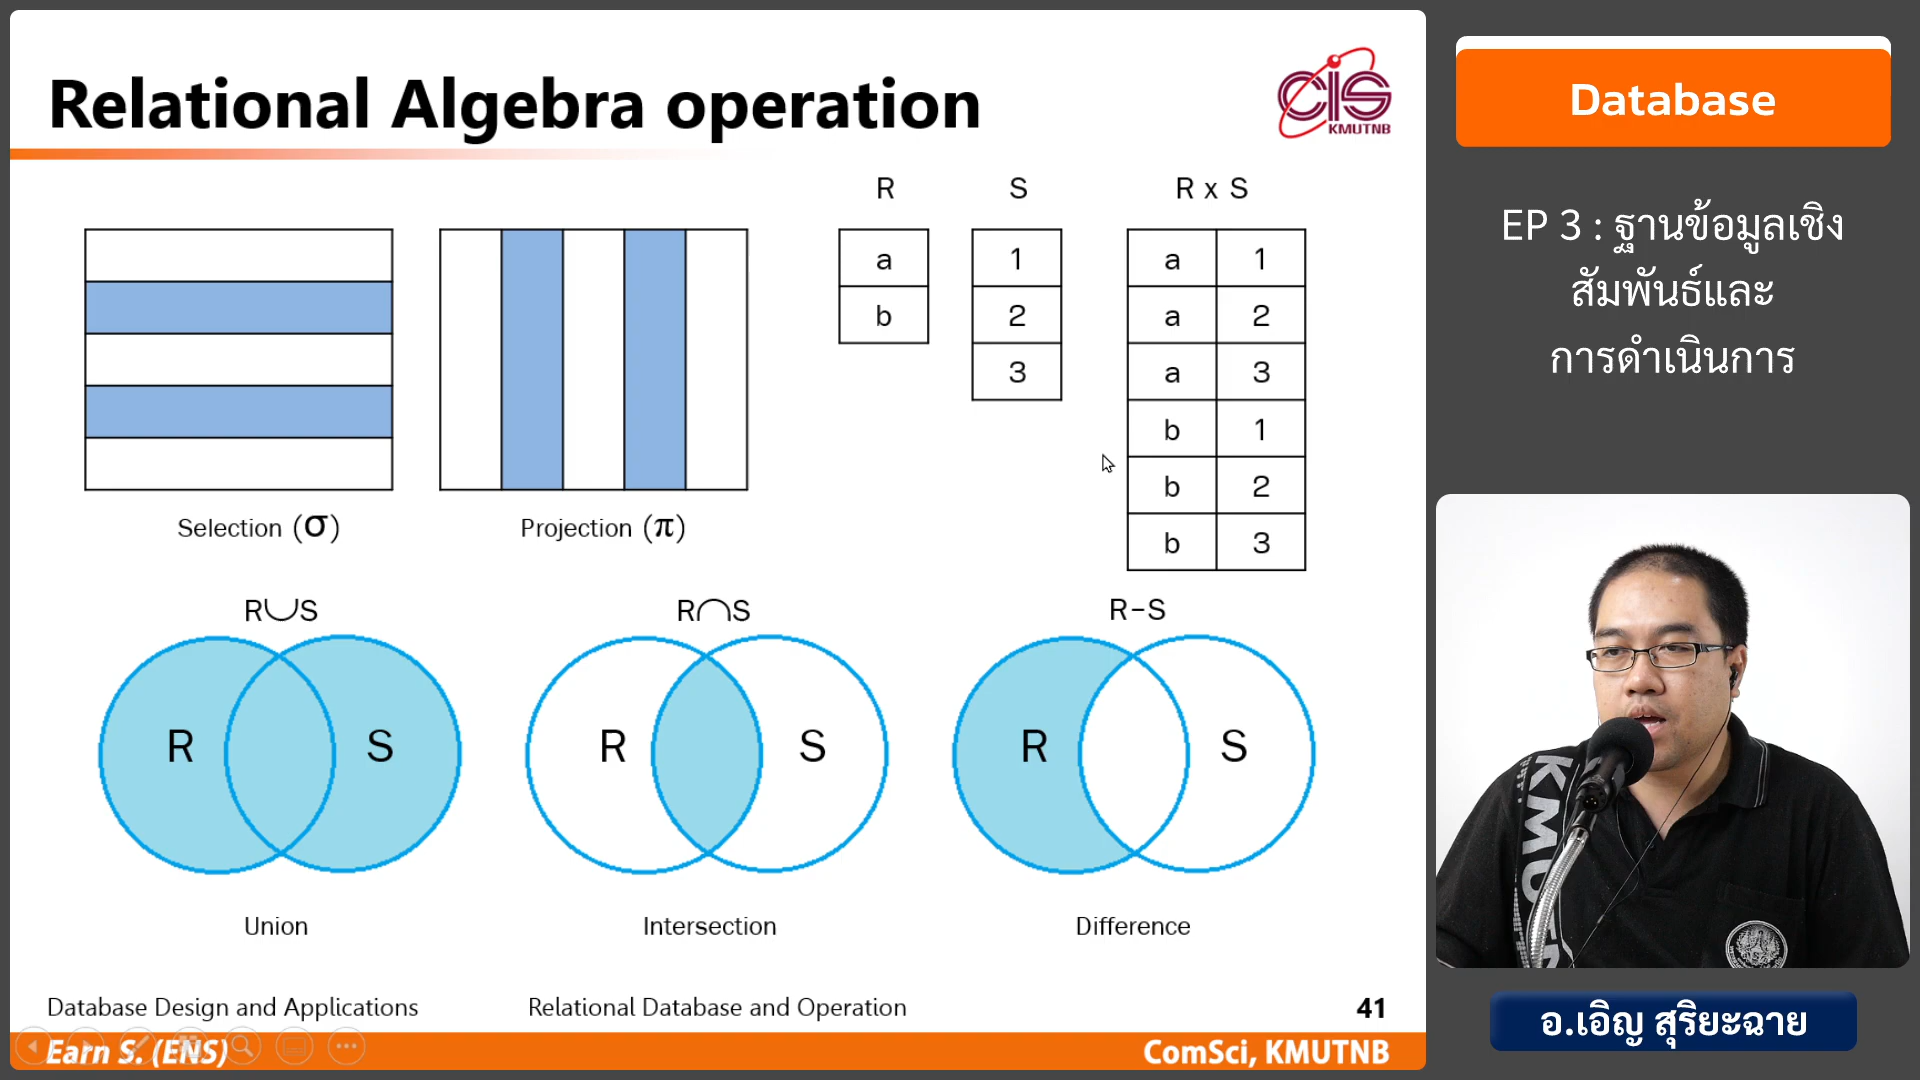 Relational Algebra operation
CIS
KMUTNB
R
S
R x S
a
b
1
2
3
a 1
a 2
a 3
b 1
b 2
b 3
Selection (σ)
Projection (π)
R∪S
R∩S
R-S
R S
R S
R S
Union
Intersection
Difference
Database Design and Applications
Relational Database and Operation
41
Earn S. (ENS)
ComSci, KMUTNB
Database
EP 3 : ฐานข้อมูลเชิง
สัมพันธ์และ
การดำเนินการ
KMUTNB
อ.เอิญ สุริยะฉาย